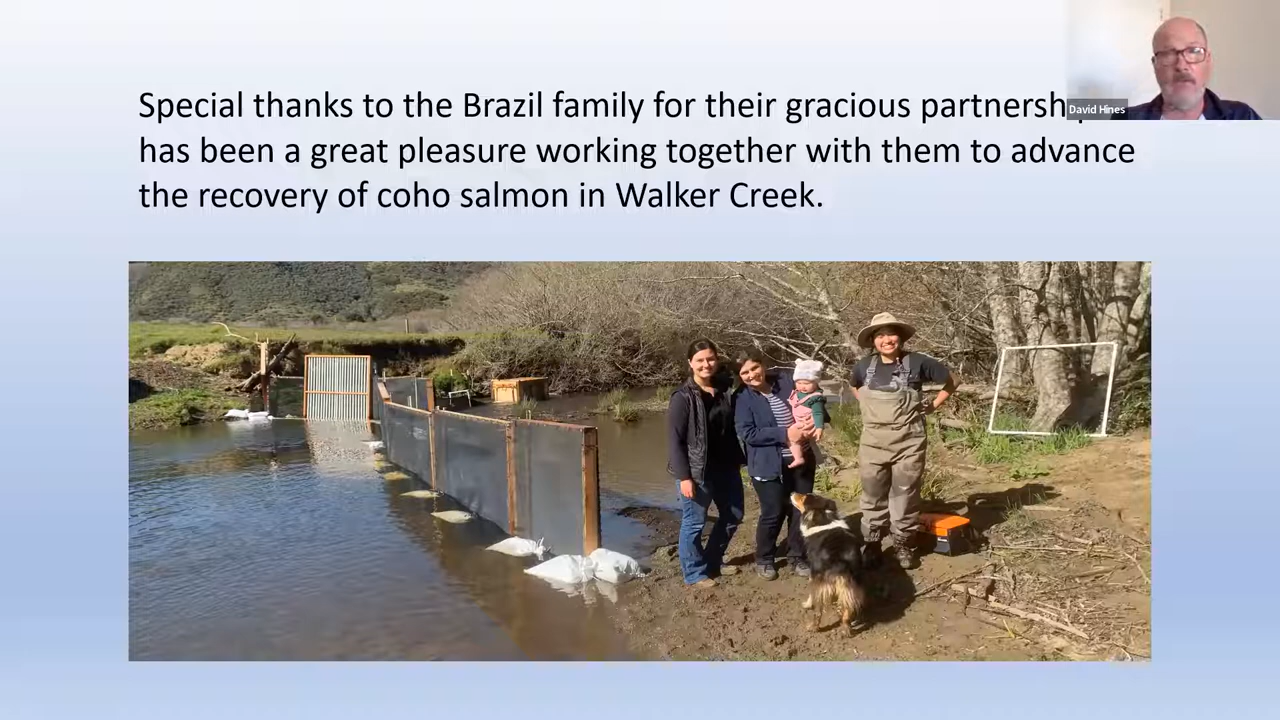 Special thanks to the Brazil family for their gracious
has been a great pleasure working together with them to advance
the recovery of coho salmon in Walker Creek.
David Hines